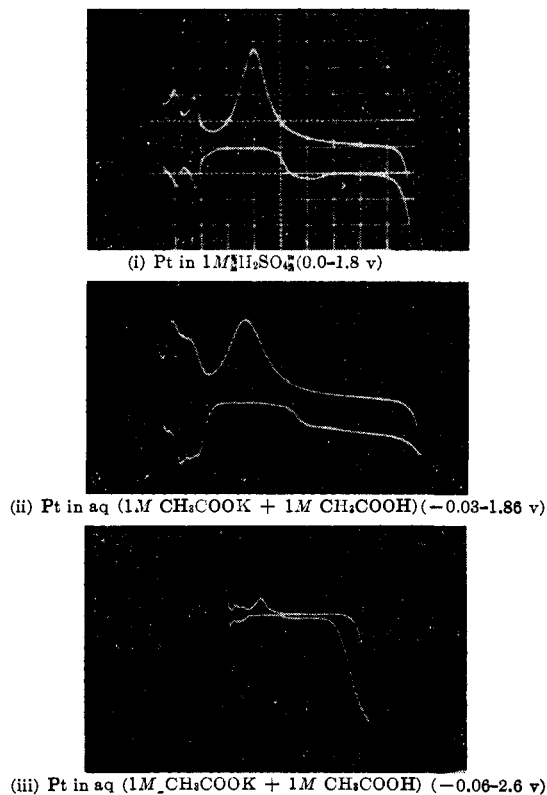 (i) Pt in 1M H₂SO₄ (0.0–1.8 v)
(ii) Pt in aq (1M CH₃COOK + 1M CH₃COOH) (−0.03–1.86 v)
(iii) Pt in aq (1M CH₃COOK + 1M CH₃COOH) (−0.06–2.6 v)